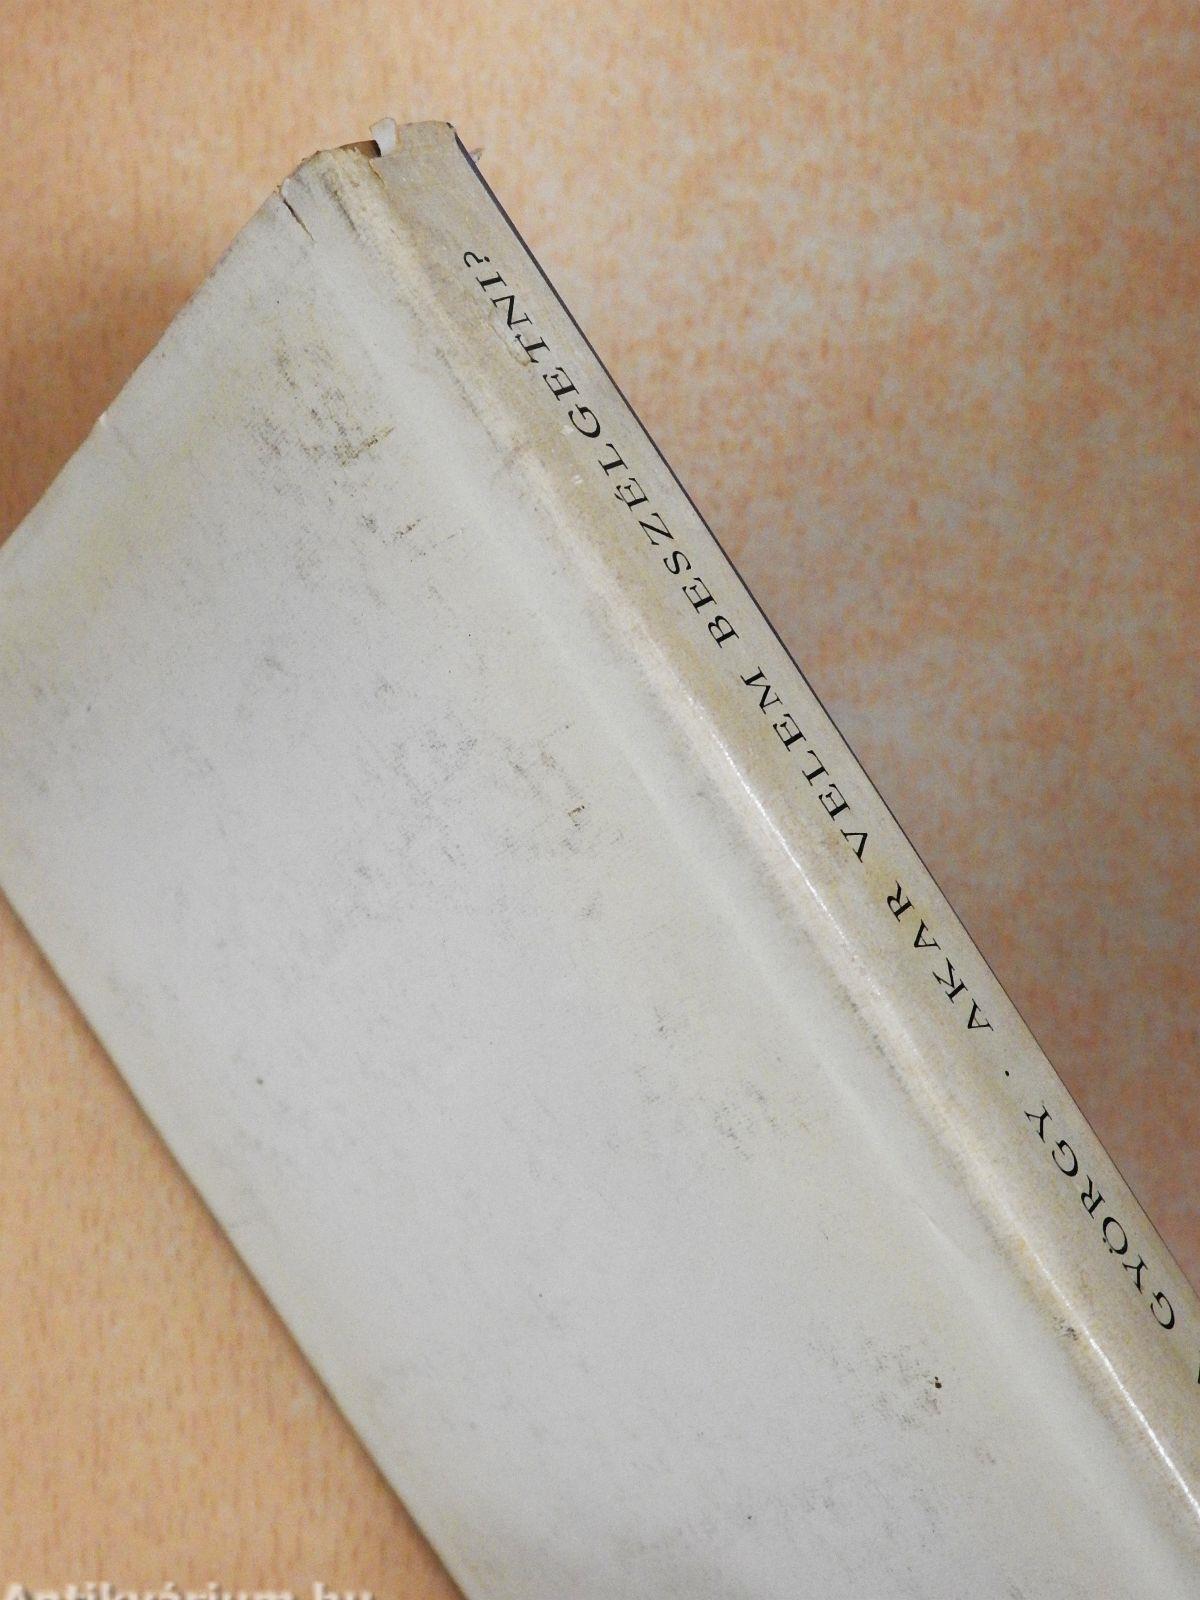 GYÖRGY · AKAR VELEM BESZÉLGETNI?
Antikvárium.hu